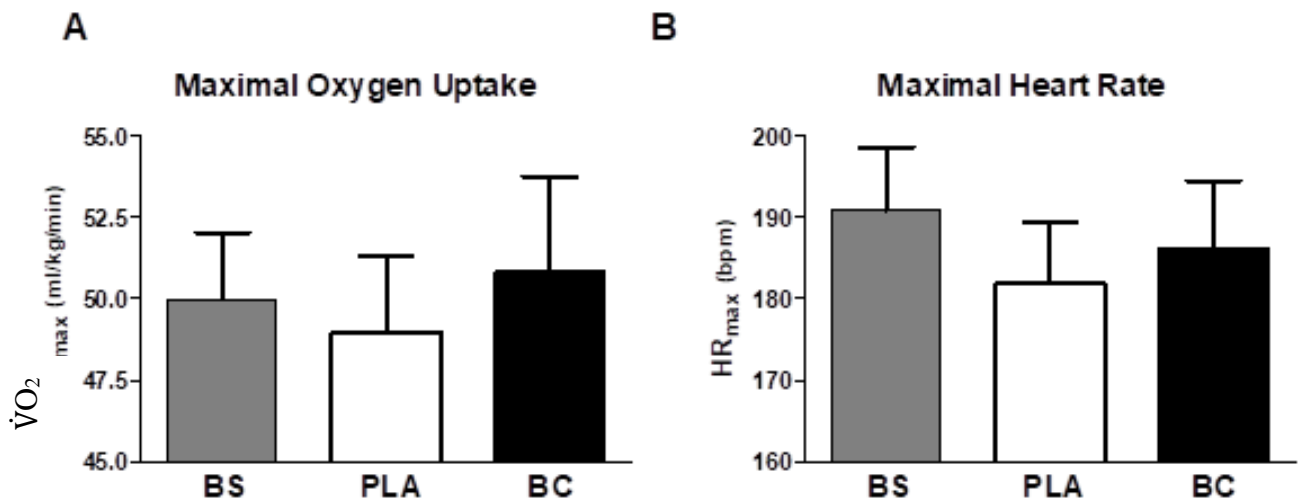 A
Maximal Oxygen Uptake
V̇O₂ max (ml/kg/min)
55.0
52.5
50.0
47.5
45.0
BS PLA BC
B
Maximal Heart Rate
HRmax (bpm)
200
190
180
170
160
BS PLA BC